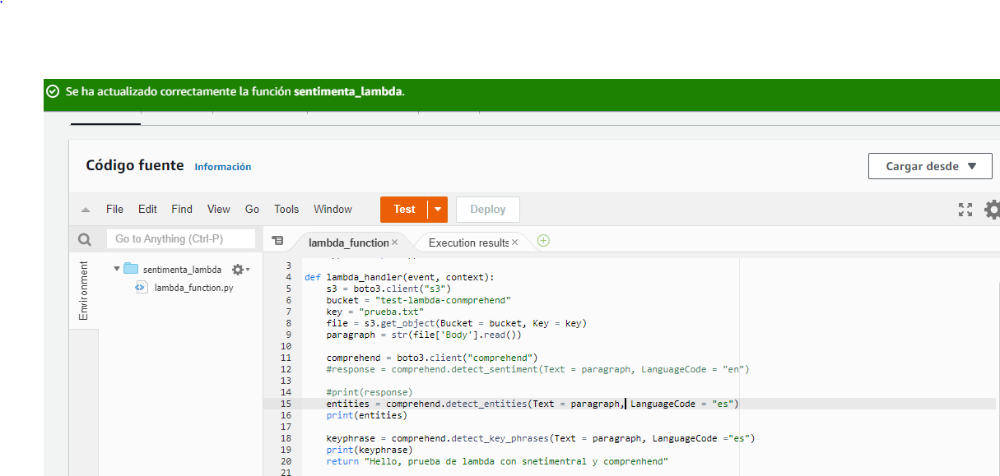 Se ha actualizado correctamente la función sentimenta_lambda.
Código fuente Información
Cargar desde
File Edit Find View Go Tools Window Test Deploy
Go to Anything (Ctrl-P)
lambda_function Execution results
Environment
sentimenta_lambda
lambda_function.py
3
4 def lambda_handler(event, context):
5 s3 = boto3.client("s3")
6 bucket = "test-lambda-conmprehend"
7 key = "prueba.txt"
8 file = s3.get_object(Bucket = bucket, Key = key)
9 paragraph = str(file['Body'].read())
10
11 comprehend = boto3.client("comprehend")
12 #response = comprehend.detect_sentiment(Text = paragraph, LanguageCode = "en")
13
14 #print(response)
15 entities = comprehend.detect_entities(Text = paragraph, LanguageCode = "es")
16 print(entities)
17
18 keyphrase = comprehend.detect_key_phrases(Text = paragraph, LanguageCode ="es")
19 print(keyphrase)
20 return "Hello, prueba de lambda con snetimentral y comprenhend"
21